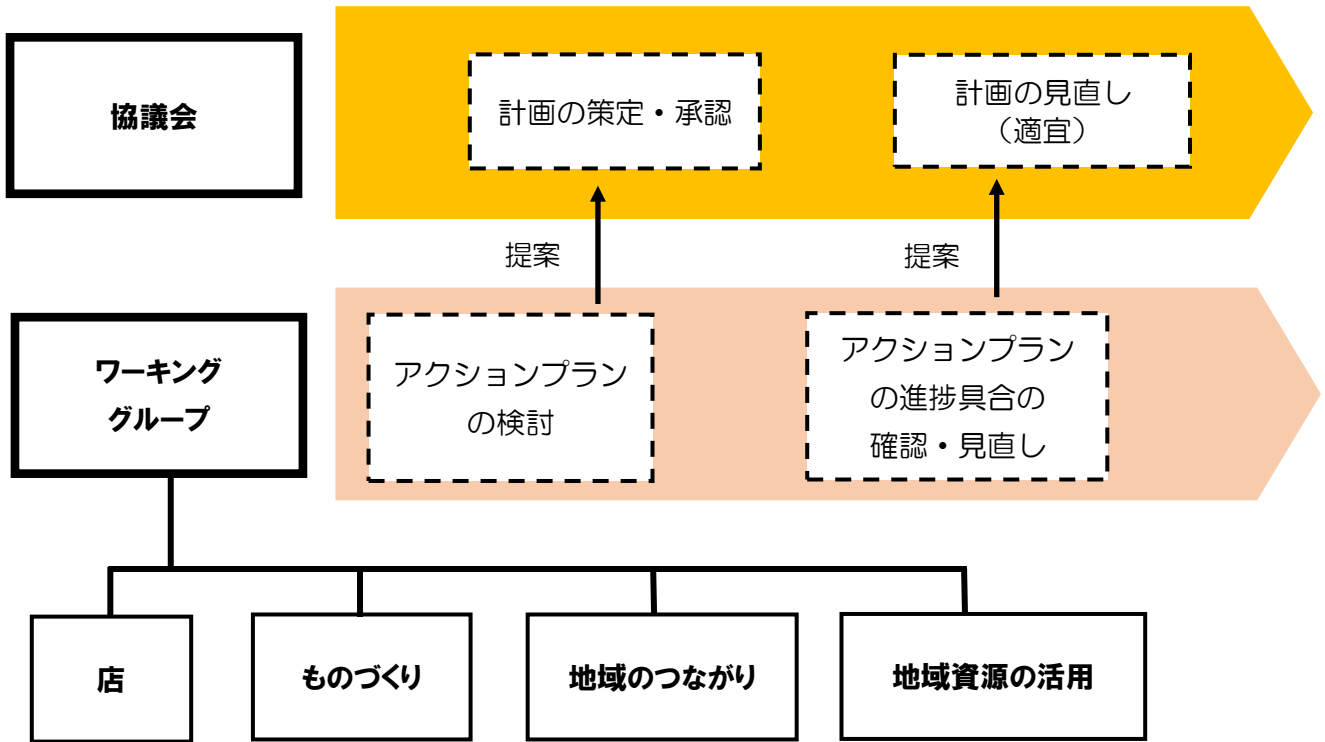 協議会
計画の策定・承認
計画の見直し
（適宜）
提案
提案
ワーキング
グループ
アクションプラン
の検討
アクションプラン
の進捗具合の
確認・見直し
店
ものづくり
地域のつながり
地域資源の活用